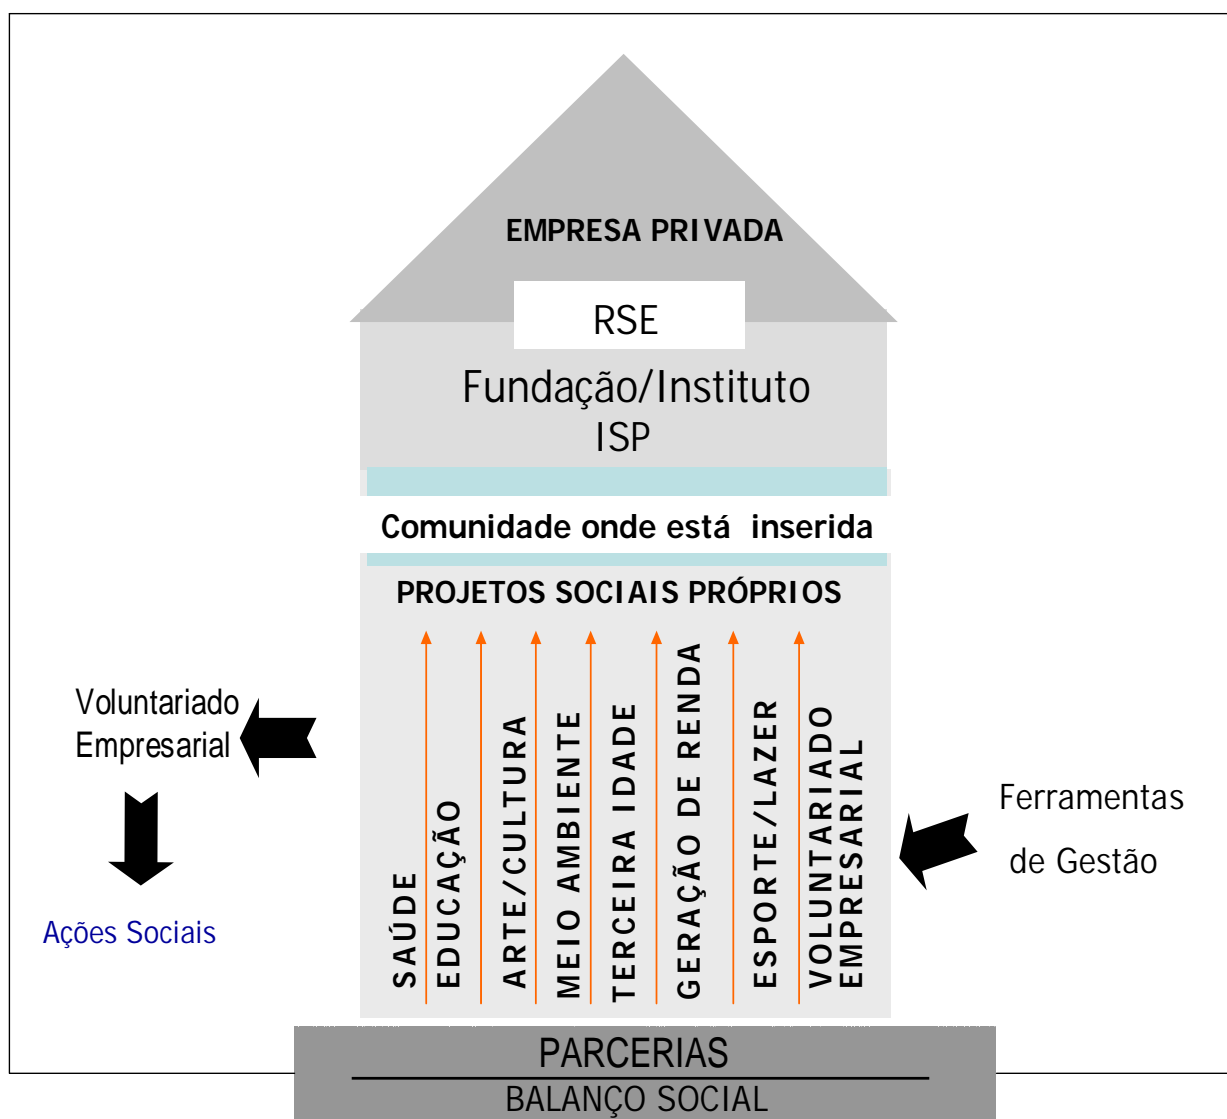 EMPRESA PRIVADA
RSE
Fundação/Instituto
ISP
Comunidade onde está inserida
PROJETOS SOCIAIS PRÓPRIOS
Voluntariado
Empresarial
Ações Sociais
SAÚDE
EDUCAÇÃO
ARTE/CULTURA
MEIO AMBIENTE
TERCEIRA IDADE
GERAÇÃO DE RENDA
ESPORTE/LAZER
VOLUNTARIADO
EMPRESARIAL
Ferramentas
de Gestão
PARCERIAS
BALANÇO SOCIAL